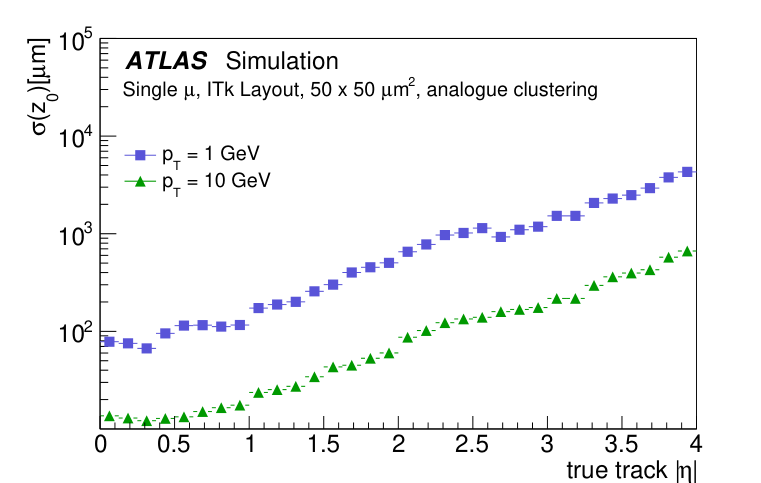 σ(z₀)[μm]
10⁵
10⁴
10³
10²
ATLAS Simulation
Single μ, ITk Layout, 50 x 50 μm², analogue clustering
p_T = 1 GeV
p_T = 10 GeV
0 0.5 1 1.5 2 2.5 3 3.5 4
true track |η|